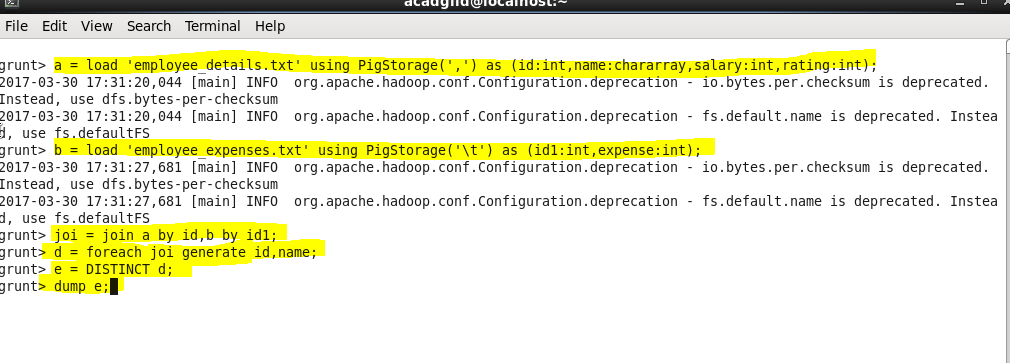 acadgild@localhost:~
File Edit View Search Terminal Help
grunt> a = load 'employee_details.txt' using PigStorage(',') as (id:int,name:chararray,salary:int,rating:int);
2017-03-30 17:31:20,044 [main] INFO  org.apache.hadoop.conf.Configuration.deprecation - io.bytes.per.checksum is deprecated.
Instead, use dfs.bytes-per-checksum
2017-03-30 17:31:20,044 [main] INFO  org.apache.hadoop.conf.Configuration.deprecation - fs.default.name is deprecated. Instea
d, use fs.defaultFS
grunt> b = load 'employee_expenses.txt' using PigStorage('\t') as (id1:int,expense:int);
2017-03-30 17:31:27,681 [main] INFO  org.apache.hadoop.conf.Configuration.deprecation - io.bytes.per.checksum is deprecated.
Instead, use dfs.bytes-per-checksum
2017-03-30 17:31:27,681 [main] INFO  org.apache.hadoop.conf.Configuration.deprecation - fs.default.name is deprecated. Instea
d, use fs.defaultFS
grunt> joi = join a by id,b by id1;
grunt> d = foreach joi generate id,name;
grunt> e = DISTINCT d;
grunt> dump e;